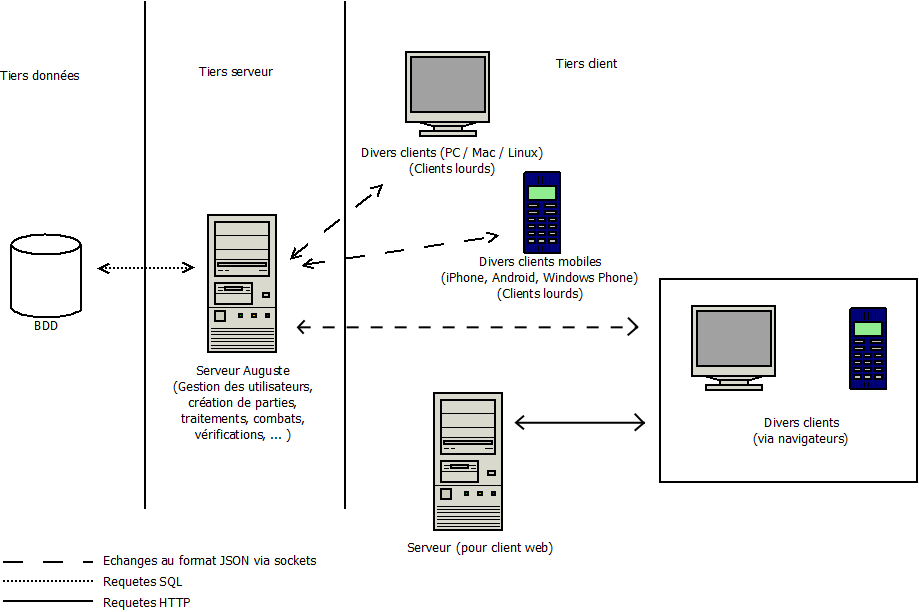 Tiers données
Tiers serveur
Tiers client
Divers clients (PC / Mac / Linux)
(Clients lourds)
Divers clients mobiles
(iPhone, Android, Windows Phone)
(Clients lourds)
BDD
Serveur Auguste
(Gestion des utilisateurs,
création de parties,
traitements, combats,
vérifications, ... )
Divers clients
(via navigateurs)
Serveur (pour client web)
Echanges au format JSON via sockets
Requetes SQL
Requetes HTTP